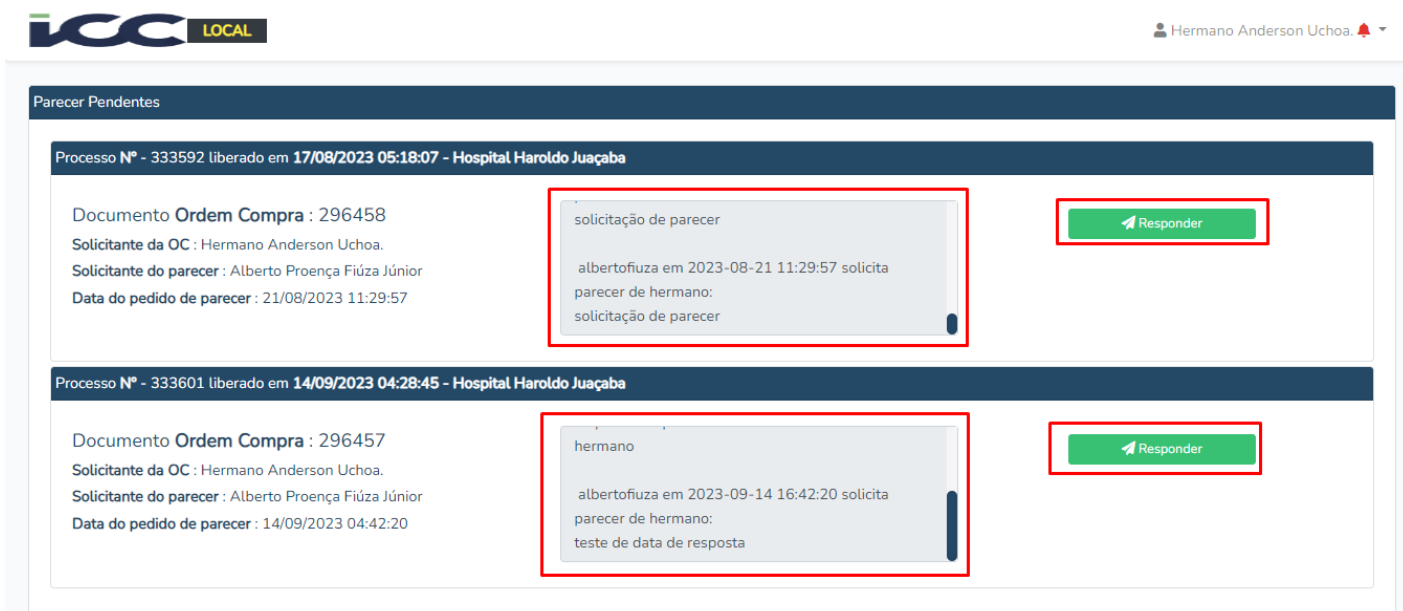 icc LOCAL
Hermano Anderson Uchoa.
Parecer Pendentes
Processo Nº - 333592 liberado em 17/08/2023 05:18:07 - Hospital Haroldo Juaçaba
Documento Ordem Compra : 296458
Solicitante da OC : Hermano Anderson Uchoa.
Solicitante do parecer : Alberto Proença Fiúza Júnior
Data do pedido de parecer : 21/08/2023 11:29:57
solicitação de parecer
albertofiuza em 2023-08-21 11:29:57 solicita
parecer de hermano:
solicitação de parecer
Responder
Processo Nº - 333601 liberado em 14/09/2023 04:28:45 - Hospital Haroldo Juaçaba
Documento Ordem Compra : 296457
Solicitante da OC : Hermano Anderson Uchoa.
Solicitante do parecer : Alberto Proença Fiúza Júnior
Data do pedido de parecer : 14/09/2023 04:42:20
hermano
albertofiuza em 2023-09-14 16:42:20 solicita
parecer de hermano:
teste de data de resposta
Responder